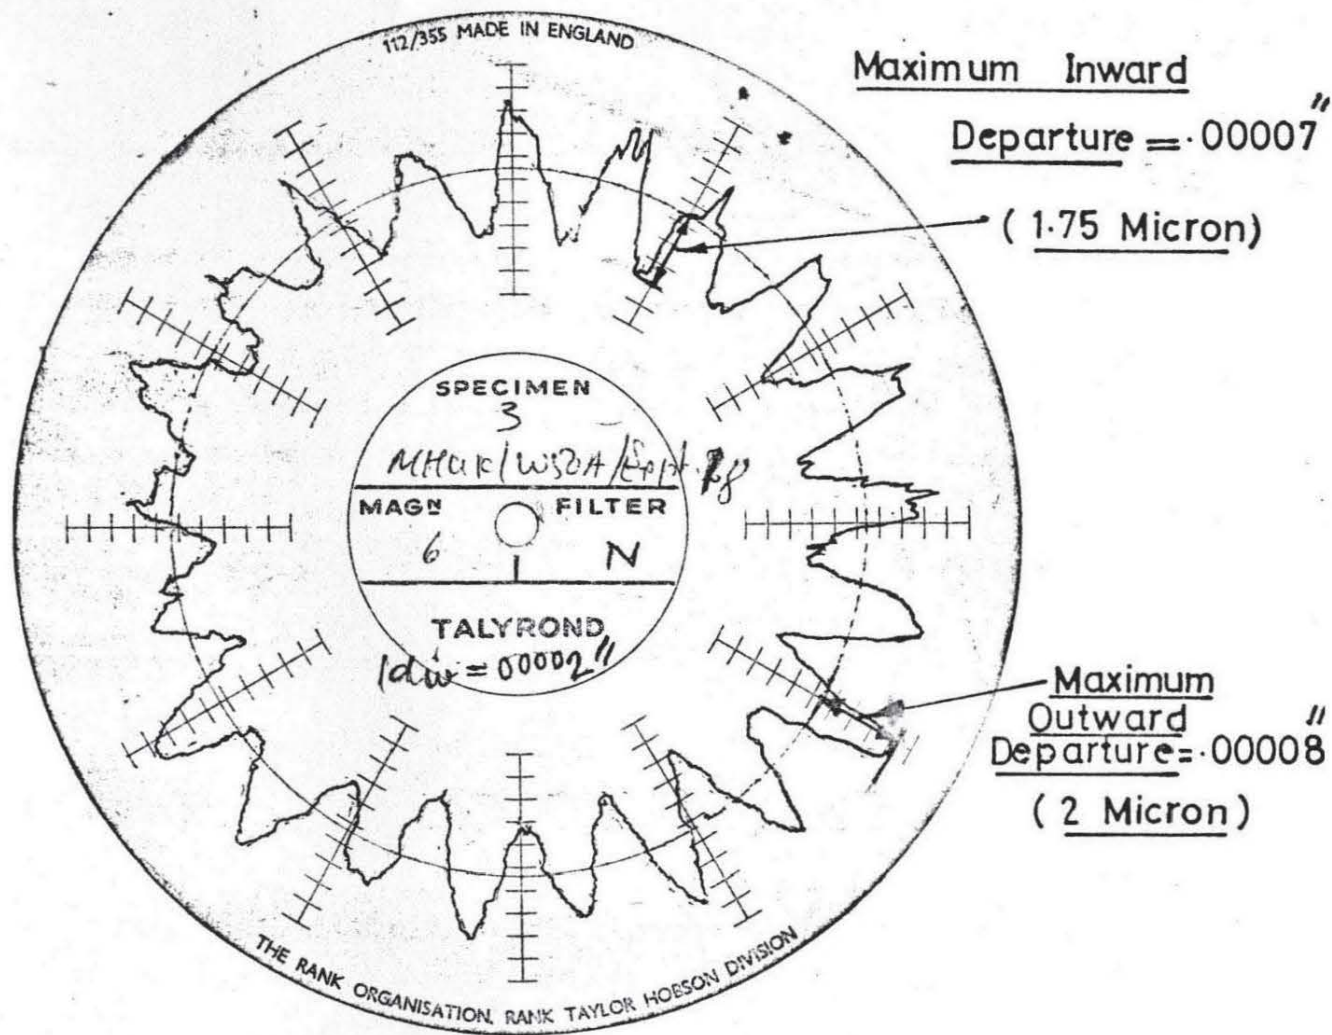 112/355 MADE IN ENGLAND
Maximum Inward
Departure = .00007"
(1.75 Micron)
SPECIMEN
3
MAGN FILTER
6 N
TALYROND
1div = 00002"
Maximum
Outward
Departure = .00008"
(2 Micron)
THE RANK ORGANISATION. RANK TAYLOR HOBSON DIVISION